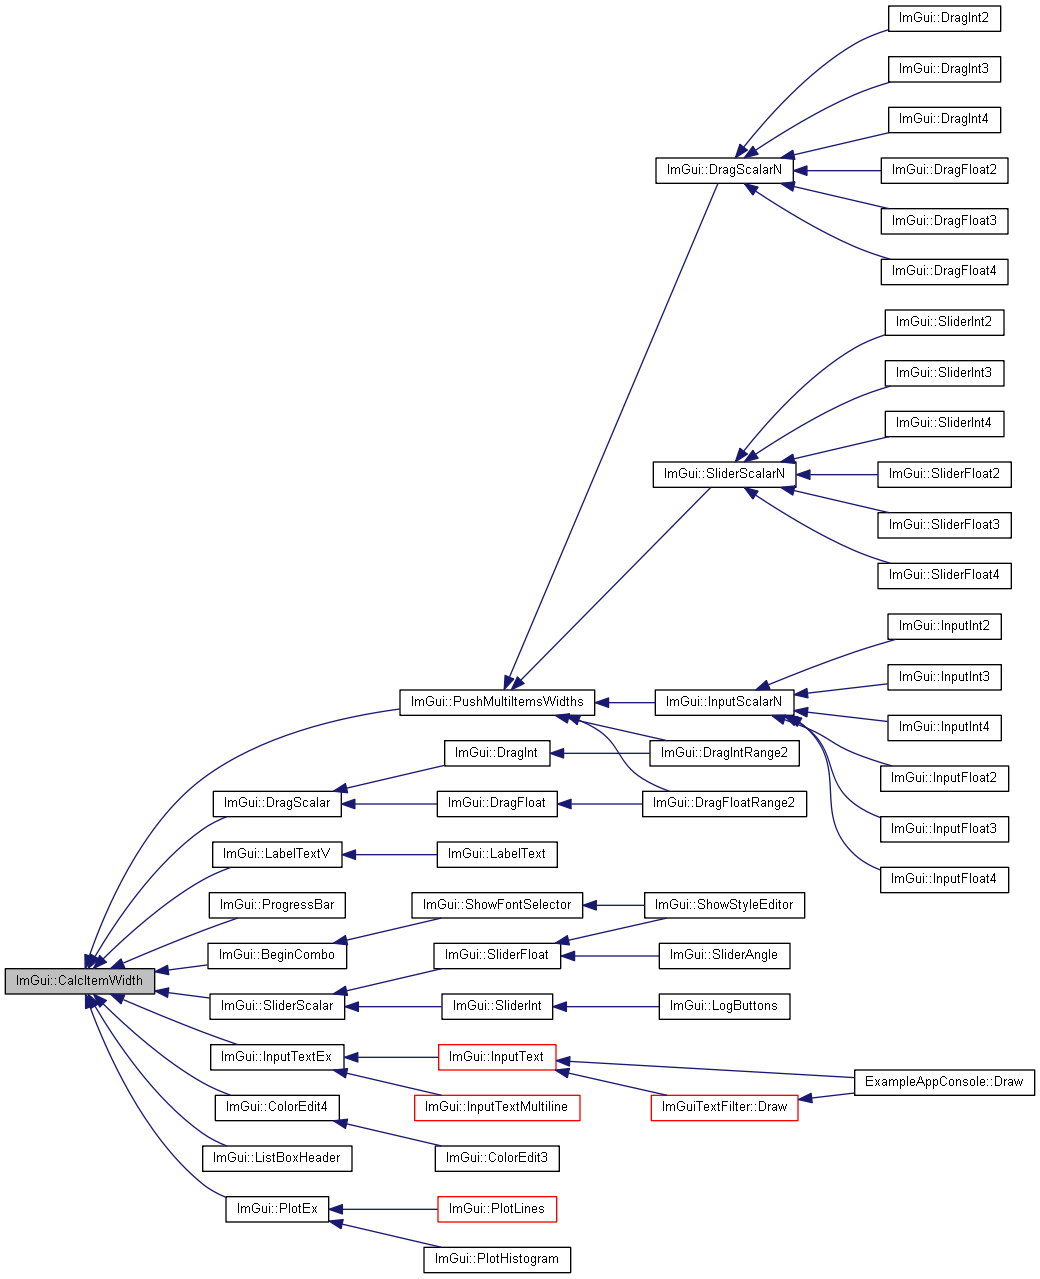 ImGui::DragInt2
ImGui::DragInt3
ImGui::DragInt4
ImGui::DragScalarN
ImGui::DragFloat2
ImGui::DragFloat3
ImGui::DragFloat4
ImGui::SliderInt2
ImGui::SliderInt3
ImGui::SliderInt4
ImGui::SliderScalarN
ImGui::SliderFloat2
ImGui::SliderFloat3
ImGui::SliderFloat4
ImGui::InputInt2
ImGui::InputInt3
ImGui::PushMultiItemsWidths
ImGui::InputScalarN
ImGui::InputInt4
ImGui::DragInt
ImGui::DragIntRange2
ImGui::InputFloat2
ImGui::DragScalar
ImGui::DragFloat
ImGui::DragFloatRange2
ImGui::InputFloat3
ImGui::LabelTextV
ImGui::LabelText
ImGui::InputFloat4
ImGui::ProgressBar
ImGui::ShowFontSelector
ImGui::ShowStyleEditor
ImGui::BeginCombo
ImGui::SliderFloat
ImGui::SliderAngle
ImGui::CalcItemWidth
ImGui::SliderScalar
ImGui::SliderInt
ImGui::LogButtons
ImGui::InputTextEx
ImGui::InputText
ExampleAppConsole::Draw
ImGui::ColorEdit4
ImGui::InputTextMultiline
ImGuiTextFilter::Draw
ImGui::ListBoxHeader
ImGui::ColorEdit3
ImGui::PlotEx
ImGui::PlotLines
ImGui::PlotHistogram